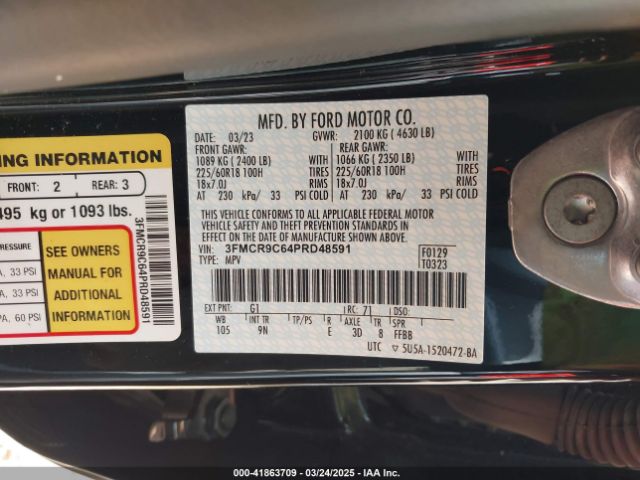 NG INFORMATION
FRONT: 2 REAR: 3
495 kg or 1093 lbs.
PRESSURE
A, 33 PSI
A, 33 PSI
PA, 60 PSI
SEE OWNERS
MANUAL FOR
ADDITIONAL
INFORMATION
3FMCR9C64PRD48591
MFD. BY FORD MOTOR CO.
DATE: 03/23 GVWR: 2100 KG ( 4630 LB)
FRONT GAWR: REAR GAWR:
1089 KG ( 2400 LB) WITH 1066 KG ( 2350 LB) WITH
225/60R18 100H TIRES 225/60R18 100H TIRES
18x7.0J RIMS 18x7.0J RIMS
AT 230 kPa/ 33 PSI COLD AT 230 kPa/ 33 PSI COLD
THIS VEHICLE CONFORMS TO ALL APPLICABLE FEDERAL MOTOR
VEHICLE SAFETY, BUMPER, AND THEFT PREVENTION
STANDARDS IN EFFECT ON THE DATE OF MANUFACTURE SHOWN ABOVE.
VIN: 3FMCR9C64PRD48591 F0129
TYPE: MPV T0323
EXT PNT: G1 RC: 71 DSO:
WB INT TR TP/PS R AXLE TR SPR
105 9N E 3D 8 FFBB
UTC 5U5A-1520472-BA
000-41863709 - 03/24/2025 - IAA, Inc.